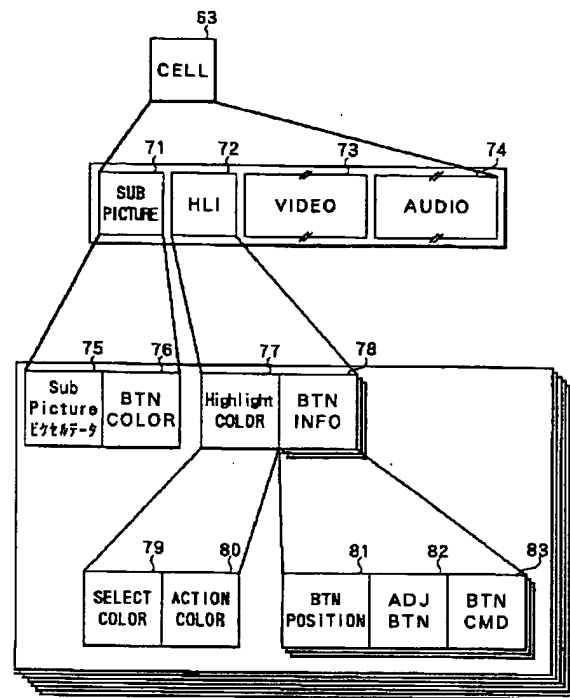 63
CELL
71 72 73 74
SUB PICTURE HLI VIDEO AUDIO
75 76 77 78
Sub Picture ピクセルデータ BTN COLOR Highlight COLOR BTN INFO
79 80 81 82 83
SELECT COLOR ACTION COLOR BTN POSITION ADJ BTN BTN CMD